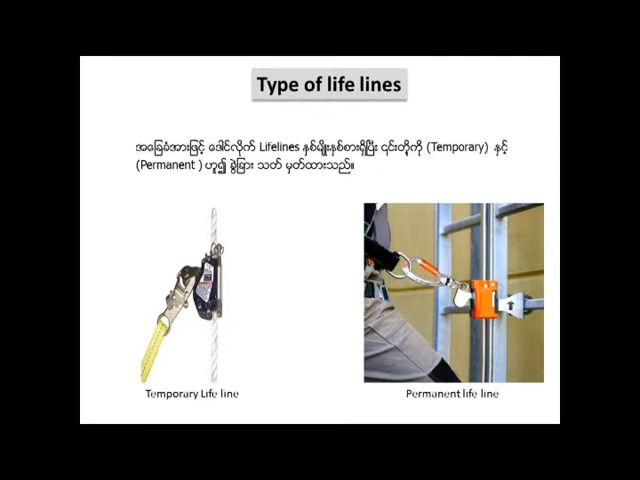 Type of life lines
အခြေခံအားဖြင့် ဒေါင်လိုက် Lifelines နှစ်မျိုးနှစ်စားရှိပြီး ၎င်းတို့ကို (Temporary) နှင့်
(Permanent ) ဟူ၍ ခွဲခြား သတ် မှတ်ထားသည်။
Temporary Life line
Permanent life line